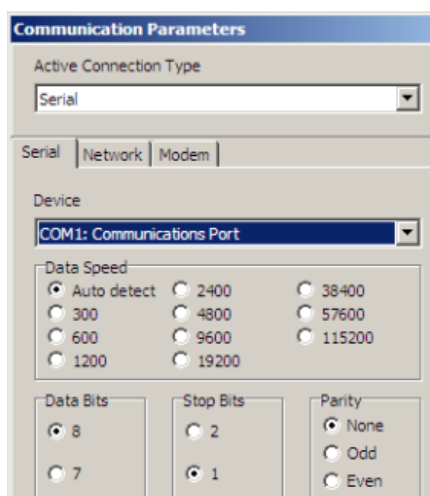 Communication Parameters
Active Connection Type
Serial
Serial Network Modem
Device
COM1: Communications Port
Data Speed
Auto detect 2400 38400
300 4800 57600
600 9600 115200
1200 19200
Data Bits Stop Bits Parity
8 2 None
Odd
7 1 Even